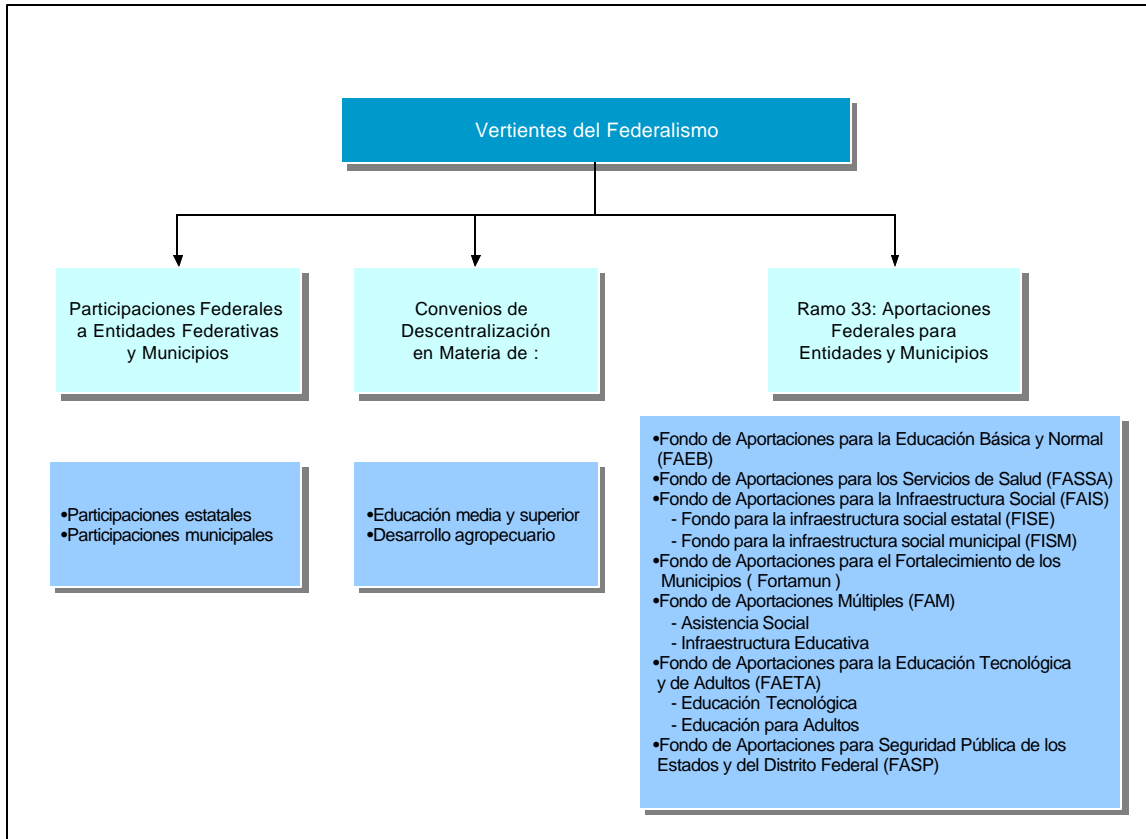 Vertientes del Federalismo
Participaciones Federales
a Entidades Federativas
y Municipios
Convenios de
Descentralización
en Materia de :
Ramo 33: Aportaciones
Federales para
Entidades y Municipios
•Participaciones estatales
•Participaciones municipales
•Educación media y superior
•Desarrollo agropecuario
•Fondo de Aportaciones para la Educación Básica y Normal
(FAEB)
•Fondo de Aportaciones para los Servicios de Salud (FASSA)
•Fondo de Aportaciones para la Infraestructura Social (FAIS)
- Fondo para la infraestructura social estatal (FISE)
- Fondo para la infraestructura social municipal (FISM)
•Fondo de Aportaciones para el Fortalecimiento de los
Municipios ( Fortamun )
•Fondo de Aportaciones Múltiples (FAM)
- Asistencia Social
- Infraestructura Educativa
•Fondo de Aportaciones para la Educación Tecnológica
y de Adultos (FAETA)
- Educación Tecnológica
- Educación para Adultos
•Fondo de Aportaciones para Seguridad Pública de los
Estados y del Distrito Federal (FASP)